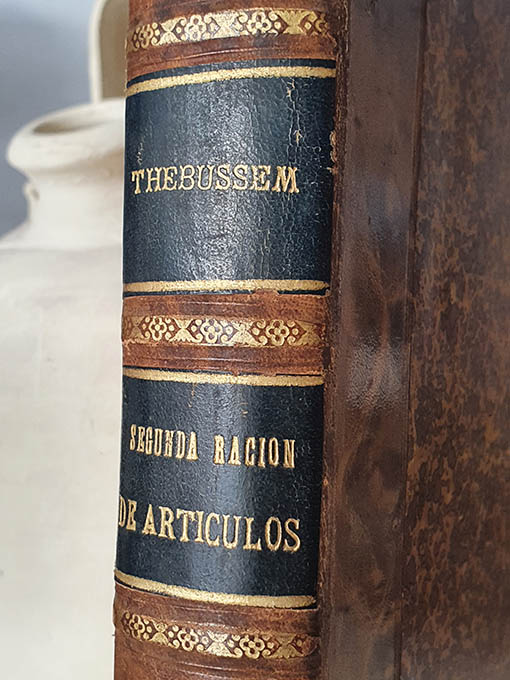 THEBUSSEM
SEGUNDA RACION
DE ARTICULOS